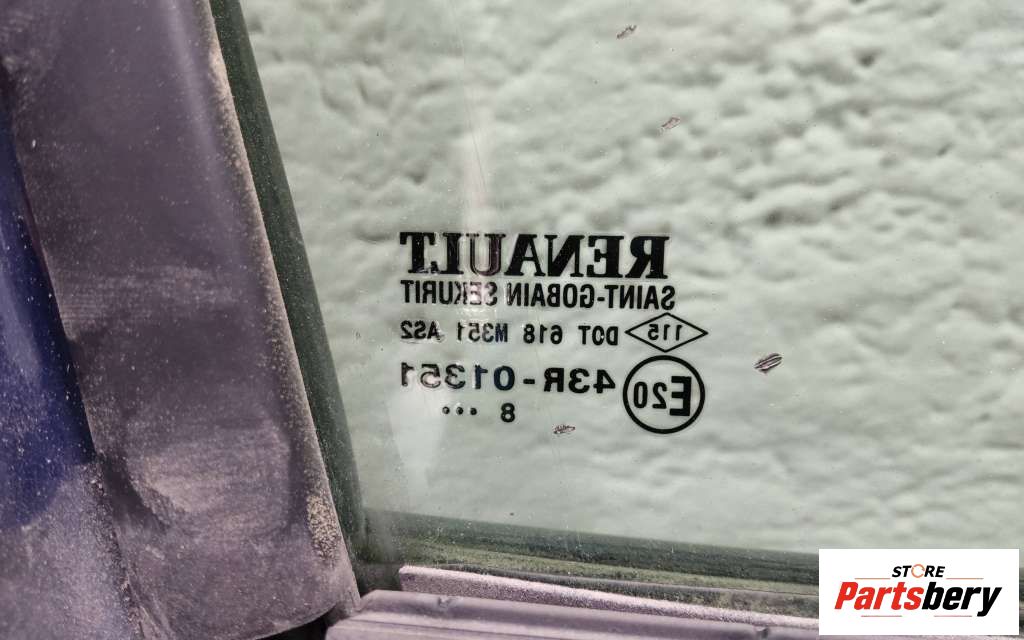 RENAULT
SAINT-GOBAIN SEKURIT
115 DOT 618 M351 AS2
E20 43R-01351
8 ...
STORE
Partsbery